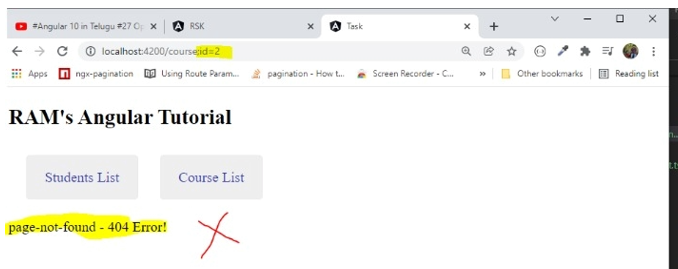 #Angular 10 in Telugu #27 Op
RSK
Task
localhost:4200/course;id=2
Apps
ngx-pagination
Using Route Param...
pagination - How t...
Screen Recorder - C...
»
Other bookmarks
Reading list
RAM's Angular Tutorial
Students List
Course List
page-not-found - 404 Error!